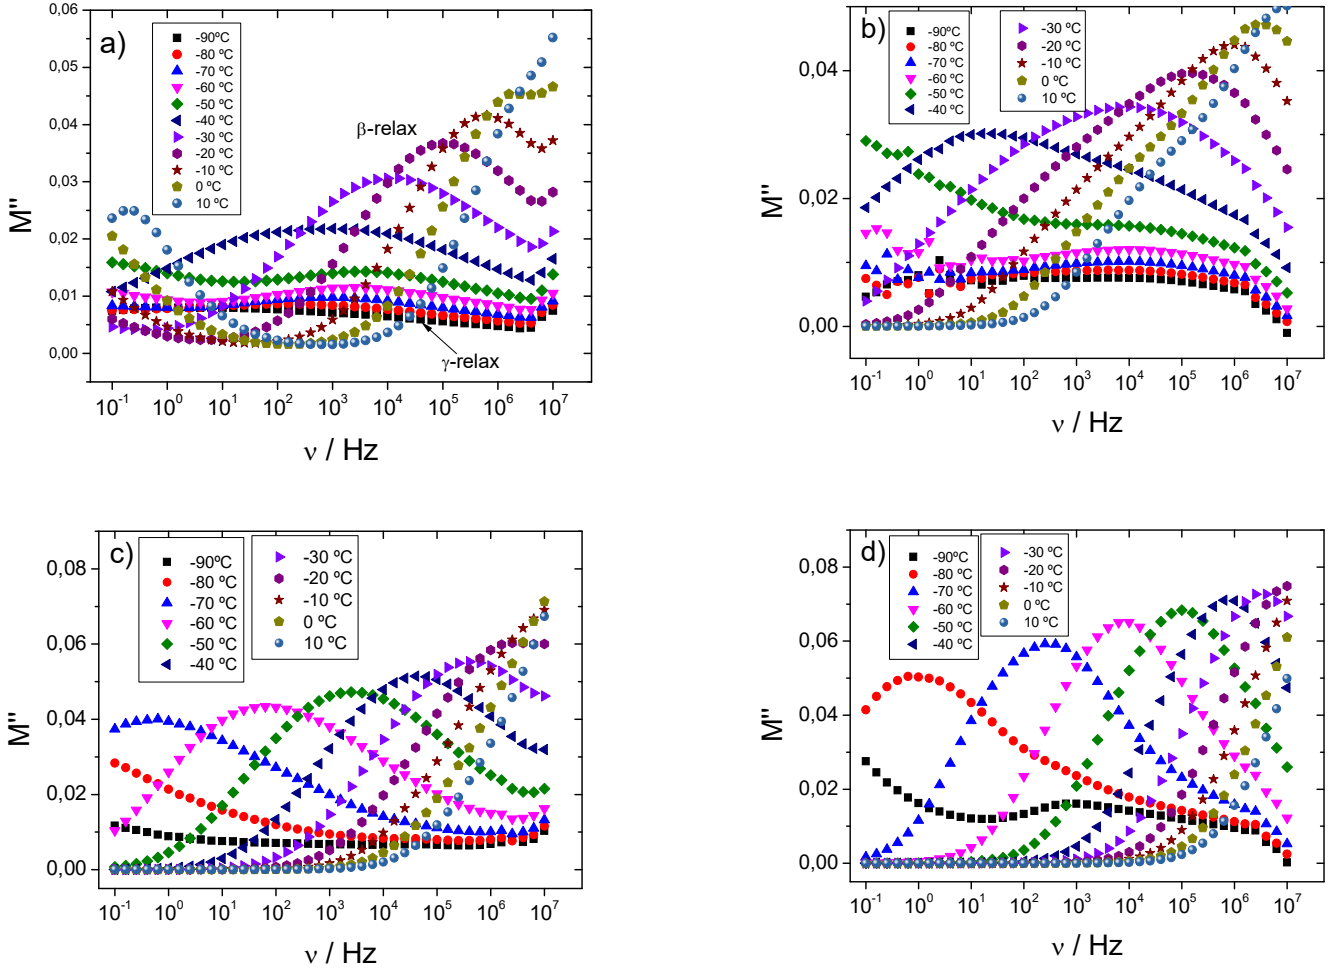 a)
0,06
0,05
0,04
0,03
0,02
0,01
0,00
M''
-90ºC
-80 ºC
-70 ºC
-60 ºC
-50 ºC
-40 ºC
-30 ºC
-20 ºC
-10 ºC
0 ºC
10 ºC
β-relax
γ-relax
10⁻¹ 10⁰ 10¹ 10² 10³ 10⁴ 10⁵ 10⁶ 10⁷
ν / Hz
b)
0,04
0,02
0,00
M''
-90ºC
-80 ºC
-70 ºC
-60 ºC
-50 ºC
-40 ºC
-30 ºC
-20 ºC
-10 ºC
0 ºC
10 ºC
10⁻¹ 10⁰ 10¹ 10² 10³ 10⁴ 10⁵ 10⁶ 10⁷
ν / Hz
c)
0,08
0,06
0,04
0,02
0,00
M''
-90ºC
-80 ºC
-70 ºC
-60 ºC
-50 ºC
-40 ºC
-30 ºC
-20 ºC
-10 ºC
0 ºC
10 ºC
10⁻¹ 10⁰ 10¹ 10² 10³ 10⁴ 10⁵ 10⁶ 10⁷
ν / Hz
d)
0,08
0,06
0,04
0,02
0,00
M''
-90ºC
-80 ºC
-70 ºC
-60 ºC
-50 ºC
-40 ºC
-30 ºC
-20 ºC
-10 ºC
0 ºC
10 ºC
10⁻¹ 10⁰ 10¹ 10² 10³ 10⁴ 10⁵ 10⁶ 10⁷
ν / Hz